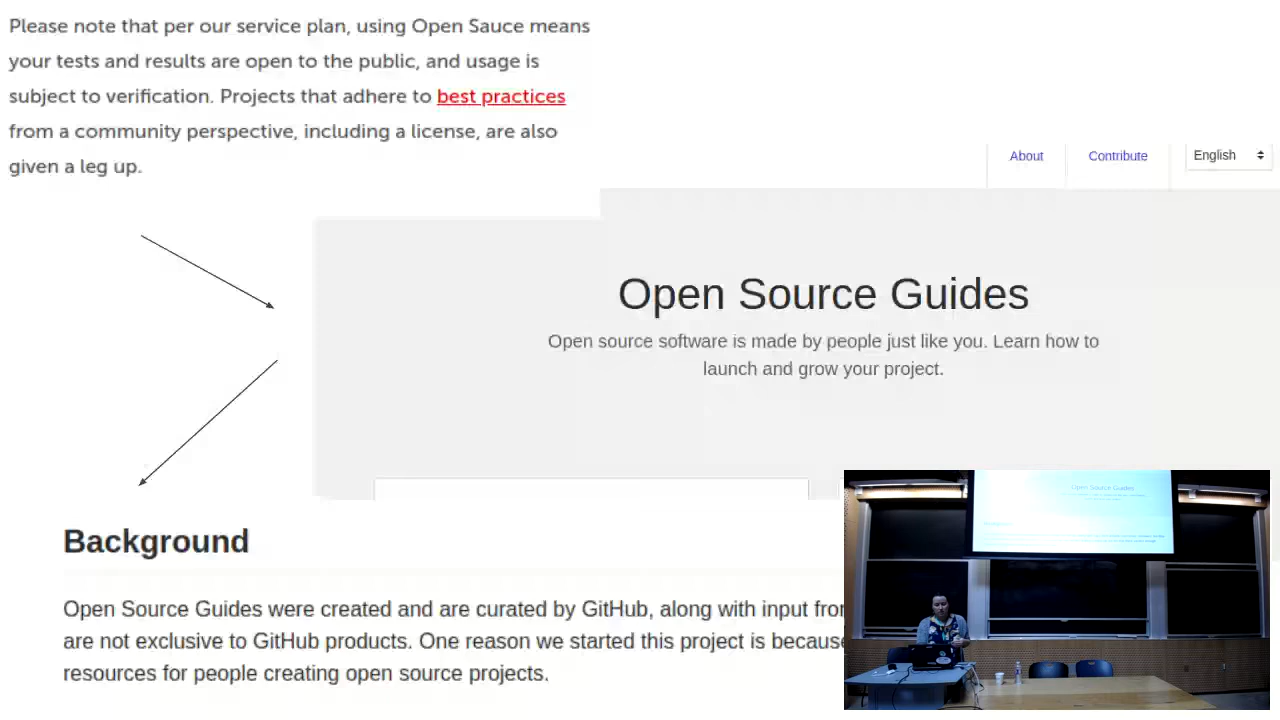 Please note that per our service plan, using Open Sauce means
your tests and results are open to the public, and usage is
subject to verification. Projects that adhere to best practices
from a community perspective, including a license, are also
given a leg up.
About
Contribute
English
Open Source Guides
Open source software is made by people just like you. Learn how to
launch and grow your project.
Background
Open Source Guides were created and are curated by GitHub, along with input
are not exclusive to GitHub products. One reason we started this project is because
resources for people creating open source projects.
Open Source Guides